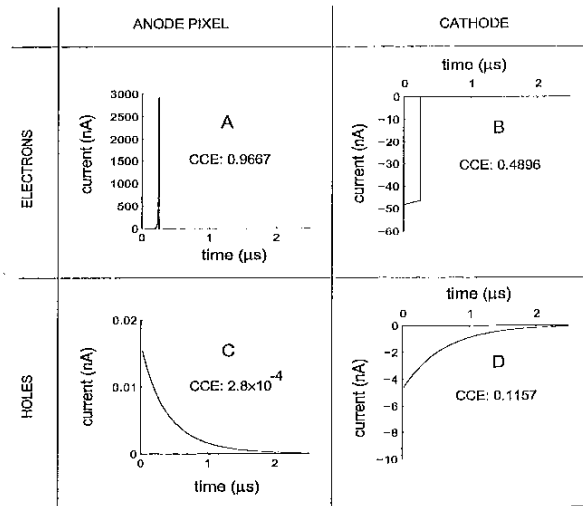 ANODE PIXEL
CATHODE
ELECTRONS
current (nA)
3000
2500
2000
1500
1000
500
0
A
CCE: 0.9667
0
1
2
time (µs)
time (µs)
0
1
2
current (nA)
0
−10
−20
−30
−40
−50
−60
B
CCE: 0.4896
HOLES
current (nA)
0.02
0.01
0
C
CCE: 2.8x10⁻⁴
0
1
2
time (µs)
time (µs)
0
1
2
current (nA)
0
−2
−4
−6
−8
−10
D
CCE: 0.1157